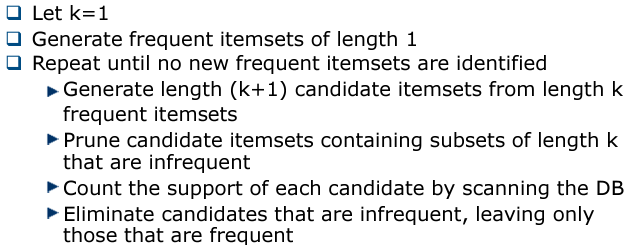 Let k=1
Generate frequent itemsets of length 1
Repeat until no new frequent itemsets are identified
Generate length (k+1) candidate itemsets from length k
frequent itemsets
Prune candidate itemsets containing subsets of length k
that are infrequent
Count the support of each candidate by scanning the DB
Eliminate candidates that are infrequent, leaving only
those that are frequent